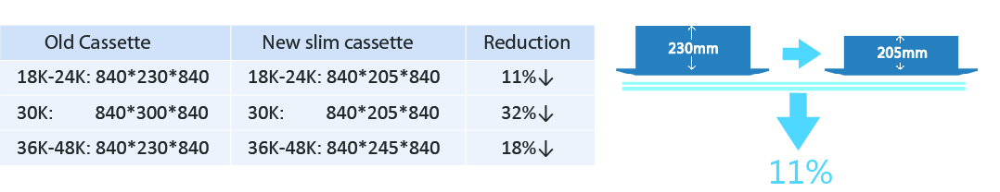 Old Cassette New slim cassette Reduction
18K-24K: 840*230*840 18K-24K: 840*205*840 11%↓
30K: 840*300*840 30K: 840*205*840 32%↓
36K-48K: 840*230*840 36K-48K: 840*245*840 18%↓
230mm 205mm
11%